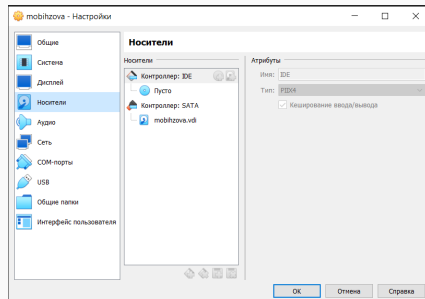 mobihzova - Настройки
Общие
Система
Дисплей
Носители
Аудио
Сеть
COM-порты
USB
Общие папки
Интерфейс пользователя
Носители
Носители
Контроллер: IDE
Пусто
Контроллер: SATA
mobihzova.vdi
Атрибуты
Имя: IDE
Тип: PIIX4
Кеширование ввода/вывода
OK Отмена Справка